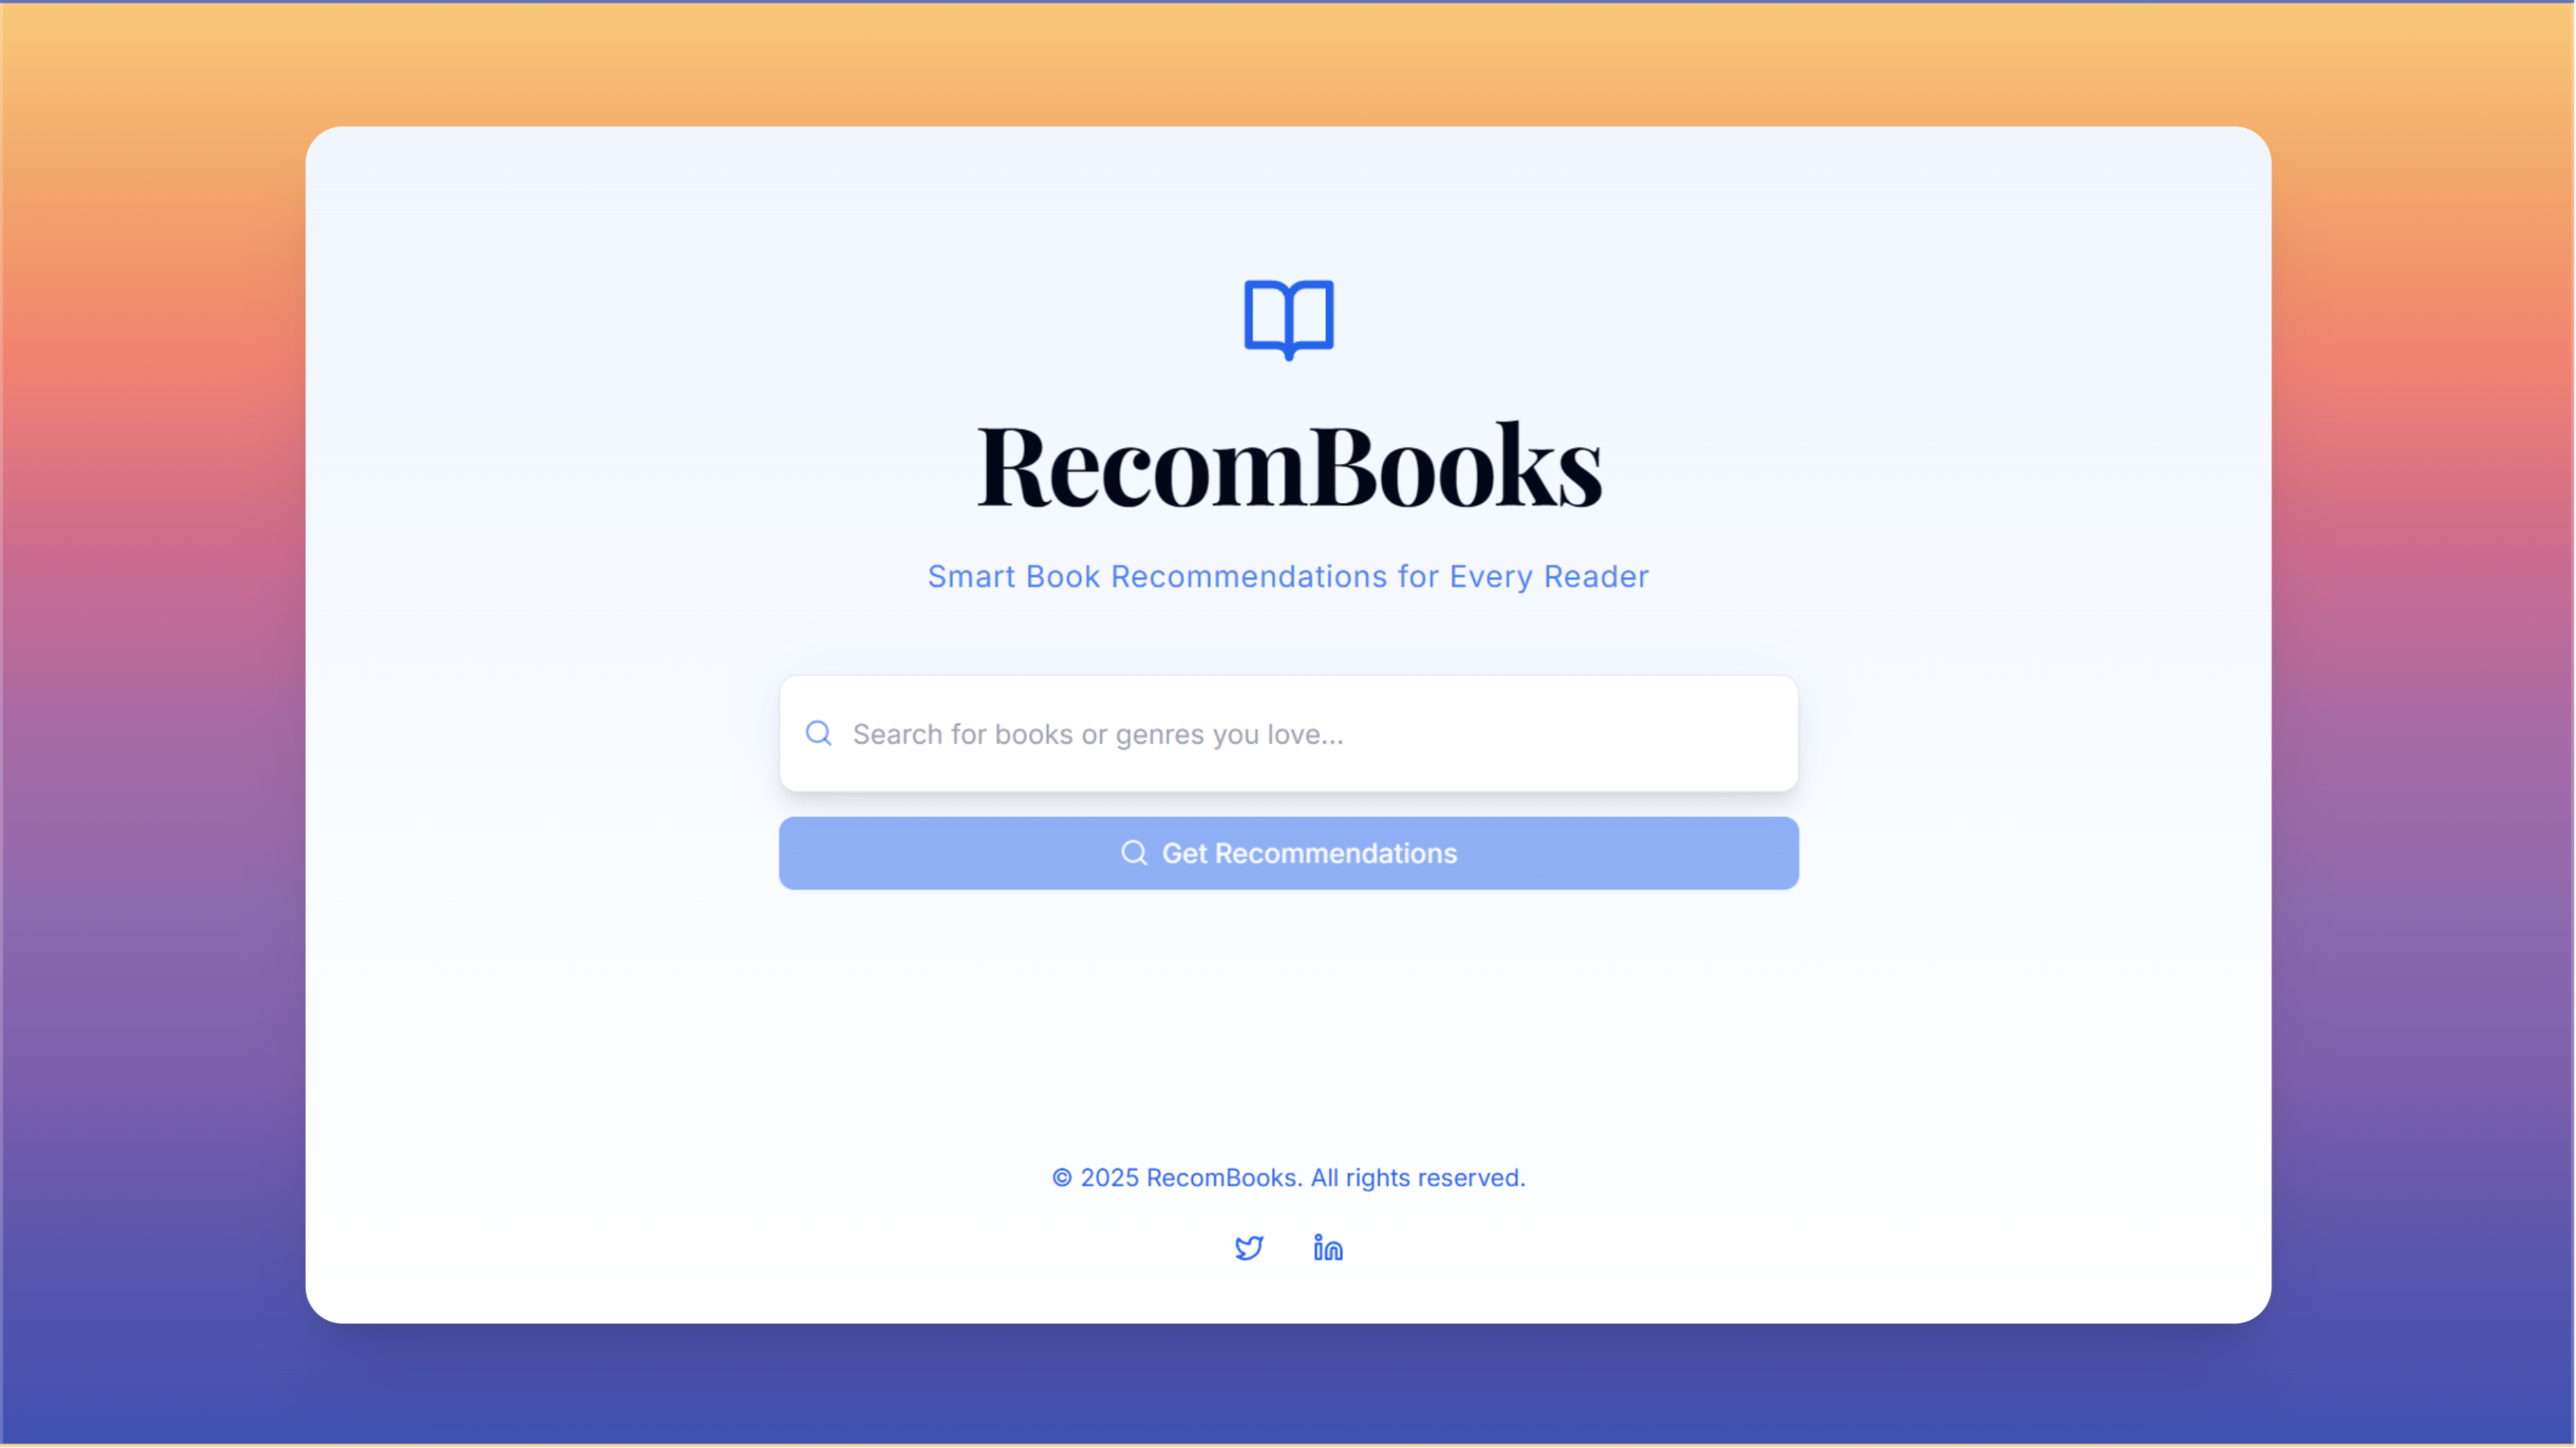 RecomBooks
Smart Book Recommendations for Every Reader
Search for books or genres you love...
Get Recommendations
© 2025 RecomBooks. All rights reserved.